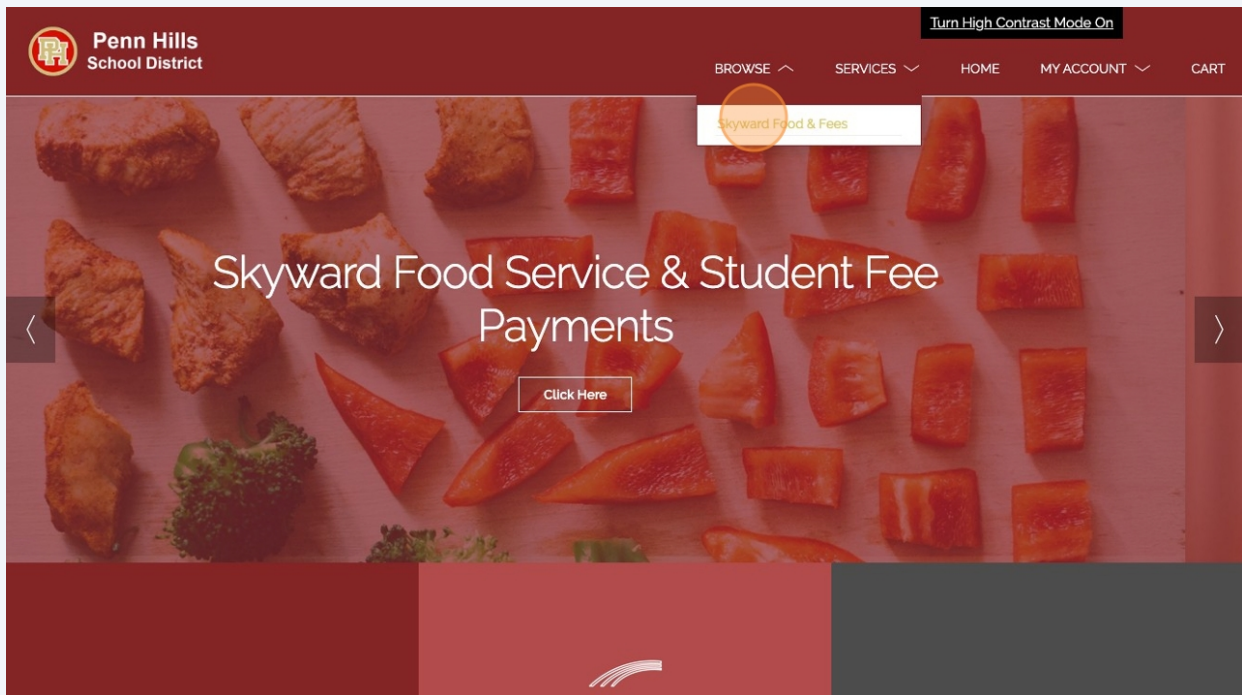 Turn High Contrast Mode On
Penn Hills
School District
BROWSE SERVICES HOME MY ACCOUNT CART
Skyward Food & Fees
Skyward Food Service & Student Fee
Payments
Click Here